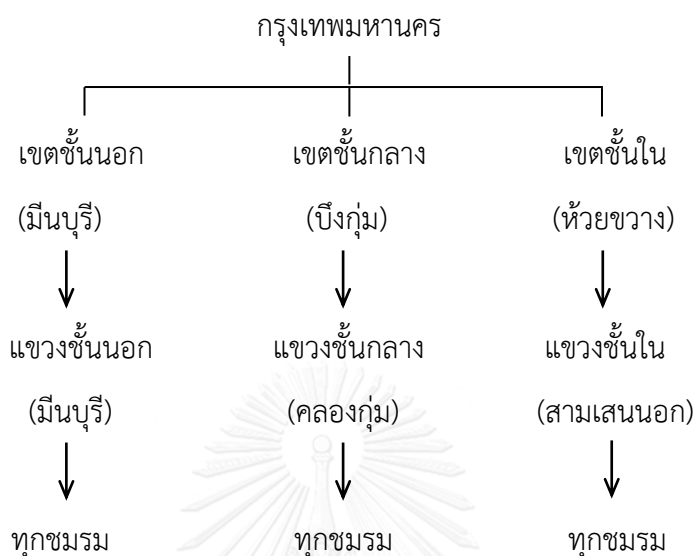 กรุงเทพมหานคร
เขตชั้นนอก เขตชั้นกลาง เขตชั้นใน
(มีนบุรี) (บึงกุ่ม) (ห้วยขวาง)
แขวงชั้นนอก แขวงชั้นกลาง แขวงชั้นใน
(มีนบุรี) (คลองกุ่ม) (สามเสนนอก)
ทุกชมรม ทุกชมรม ทุกชมรม